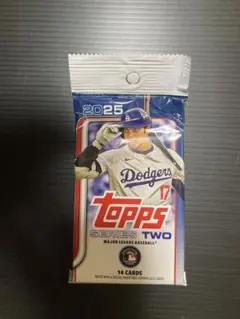 2025
Dodgers
17
topps
SERIES TWO
MAJOR LEAGUE BASEBALL
14 CARDS